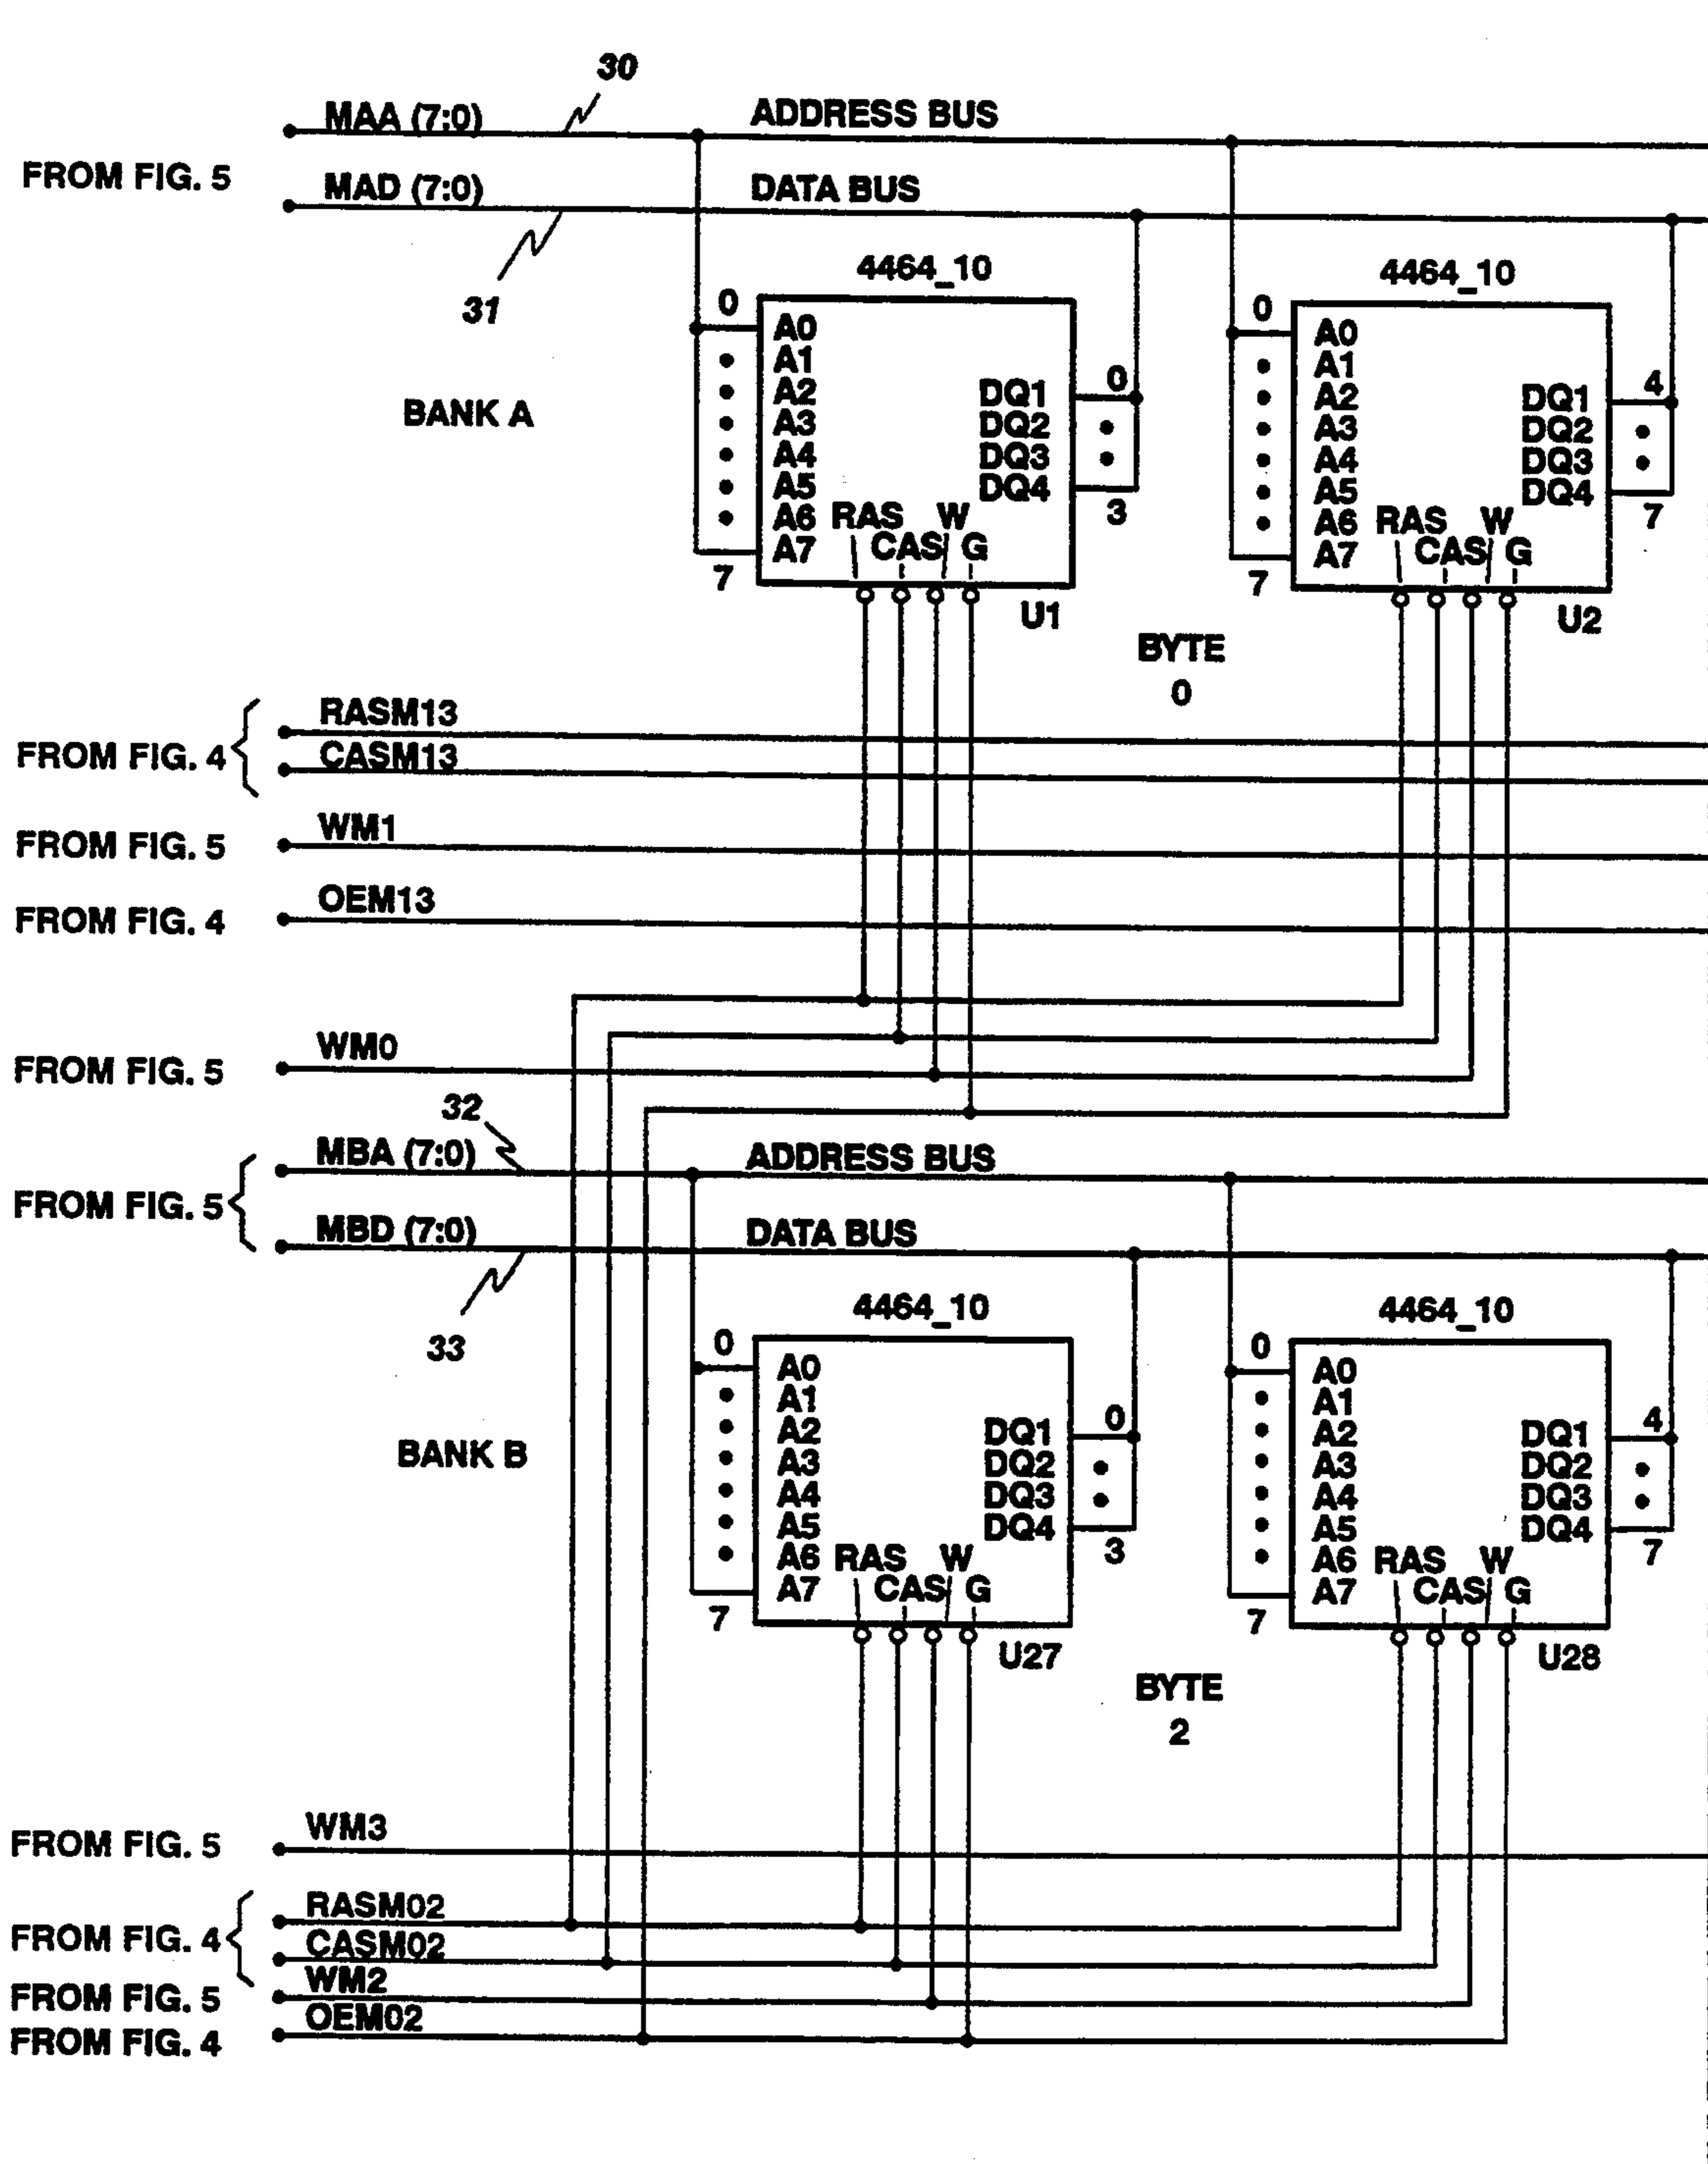 30
MAA (7:0) ADDRESS BUS
FROM FIG. 5
MAD (7:0) DATA BUS
31
BANK A
4464_10
0
A0
A1
A2
A3
A4
A5
A6
A7
7
DQ1
DQ2
DQ3
DQ4
0
3
RAS W
CAS G
U1
4464_10
0
A0
A1
A2
A3
A4
A5
A6
A7
7
DQ1
DQ2
DQ3
DQ4
4
7
RAS W
CAS G
U2
BYTE
0
RASM13
FROM FIG. 4
CASM13
WM1
FROM FIG. 5
OEM13
FROM FIG. 4
WM0
FROM FIG. 5
32
MBA (7:0) ADDRESS BUS
FROM FIG. 5
MBD (7:0) DATA BUS
33
BANK B
4464_10
0
A0
A1
A2
A3
A4
A5
A6
A7
7
DQ1
DQ2
DQ3
DQ4
0
3
RAS W
CAS G
U27
4464_10
0
A0
A1
A2
A3
A4
A5
A6
A7
7
DQ1
DQ2
DQ3
DQ4
4
7
RAS W
CAS G
U28
BYTE
2
WM3
FROM FIG. 5
RASM02
FROM FIG. 4
CASM02
WM2
FROM FIG. 5
OEM02
FROM FIG. 4